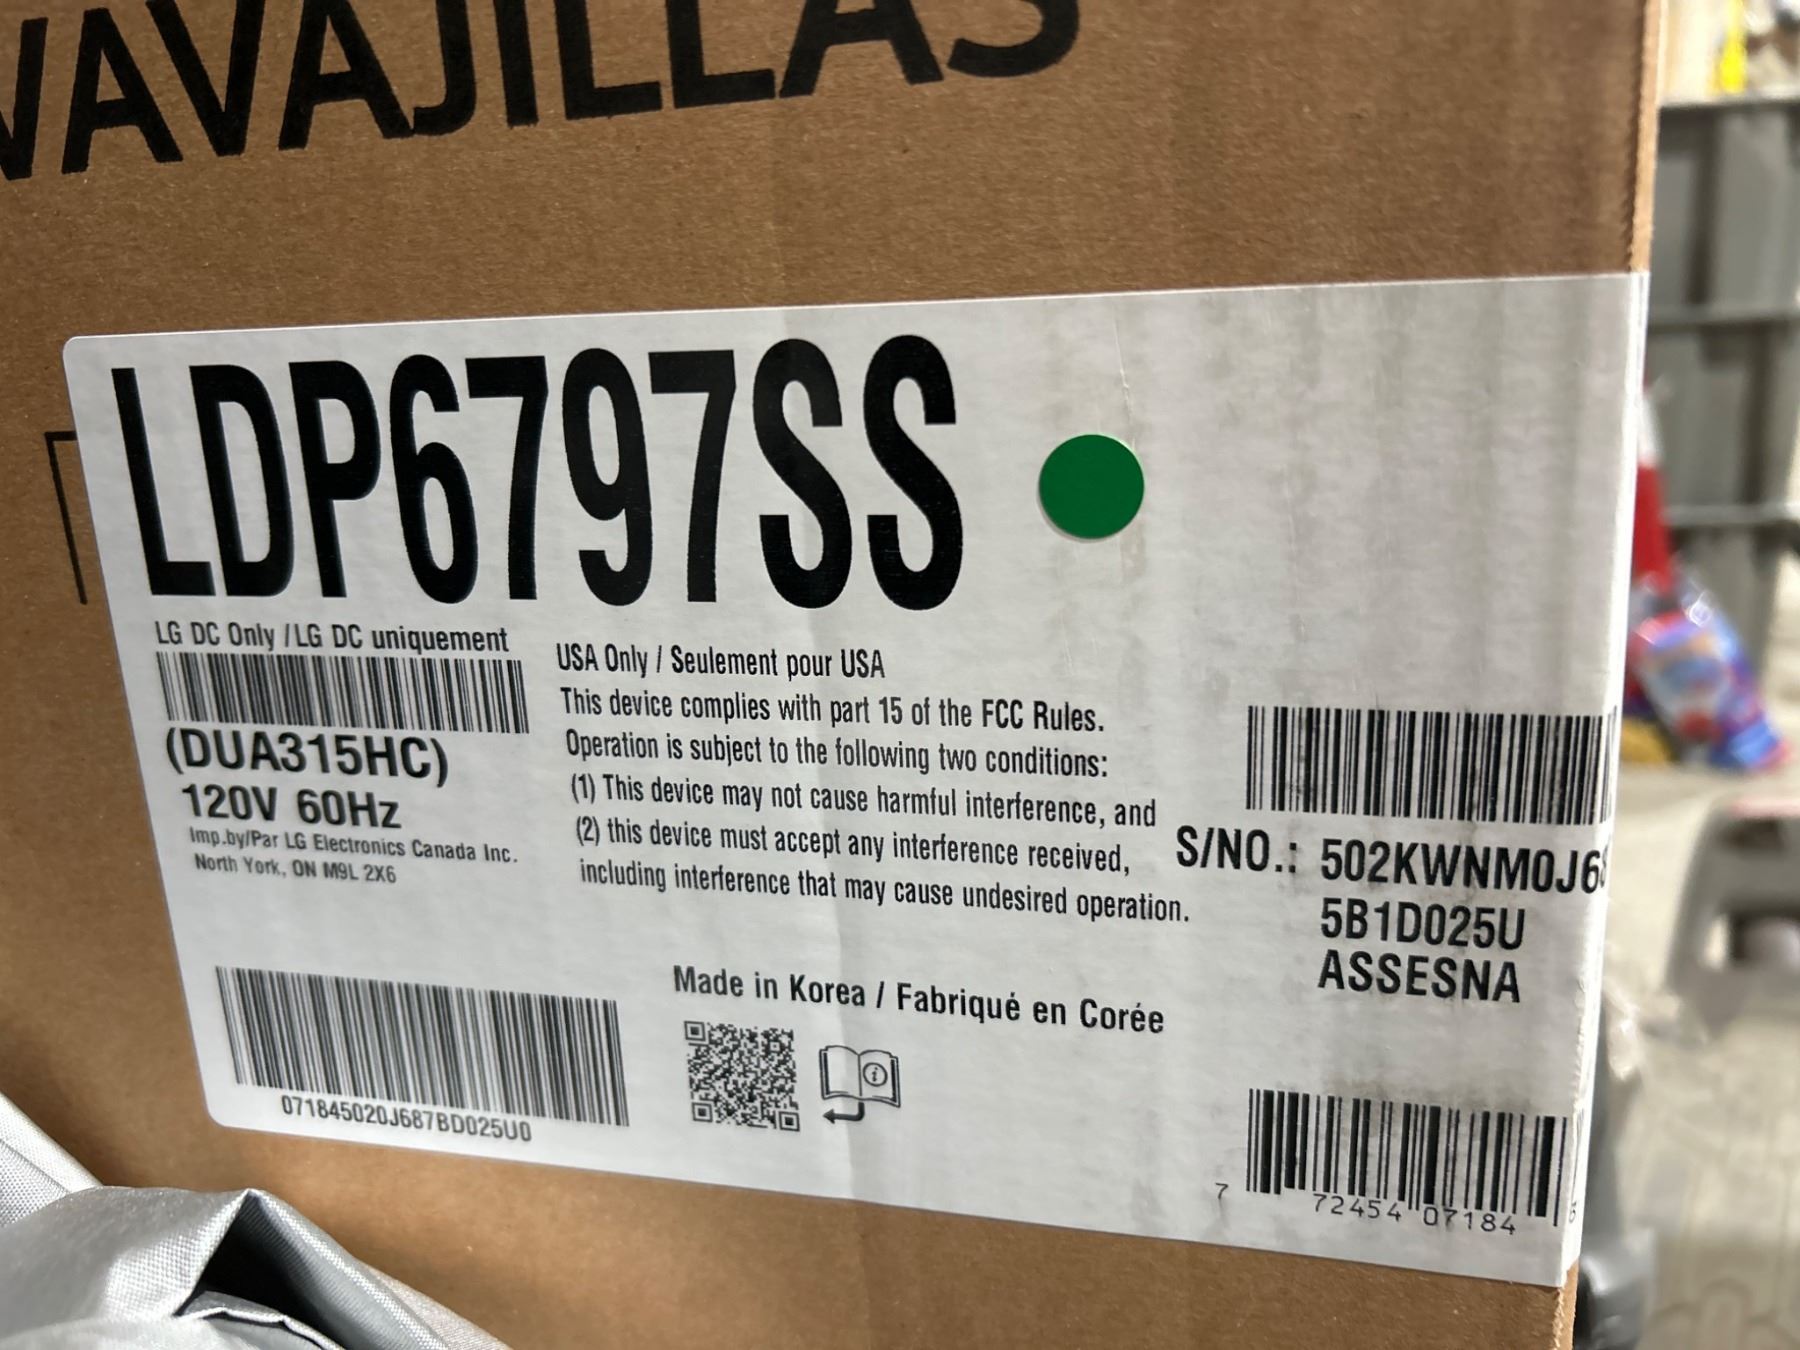 VAVAJILLAS
LDP6797SS
LG DC Only / LG DC uniquement
(DUA315HC)
120V 60Hz
Imp.by/Par LG Electronics Canada Inc.
North York, ON M9L 2X6
USA Only / Seulement pour USA
This device complies with part 15 of the FCC Rules.
Operation is subject to the following two conditions:
(1) This device may not cause harmful interference, and
(2) this device must accept any interference received,
including interference that may cause undesired operation.
S/NO.: 502KWNM0J68
5B1D025U
ASSESNA
Made in Korea / Fabriqué en Corée
071845020J687BD025U0
7 72454 07184 6